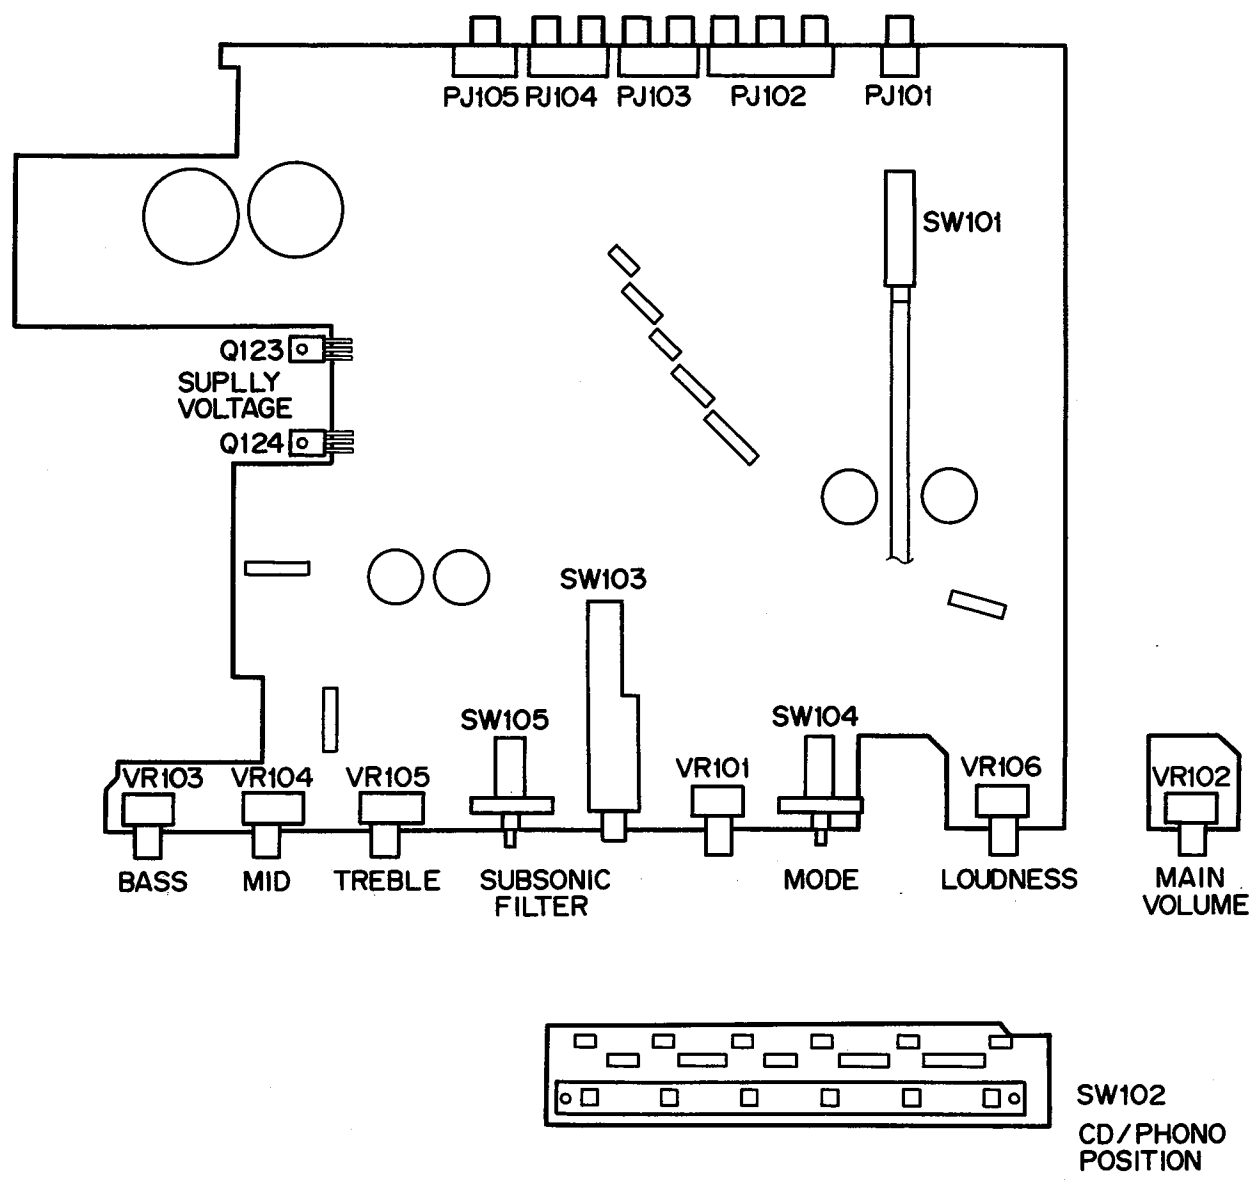 PJ105 PJ104 PJ103 PJ102 PJ101
SW101
Q123
SUPLLY
VOLTAGE
Q124
SW103
SW105
SW104
VR103 VR104 VR105
VR101
VR106
VR102
BASS MID TREBLE SUBSONIC
FILTER
MODE
LOUDNESS
MAIN
VOLUME
SW102
CD/PHONO
POSITION